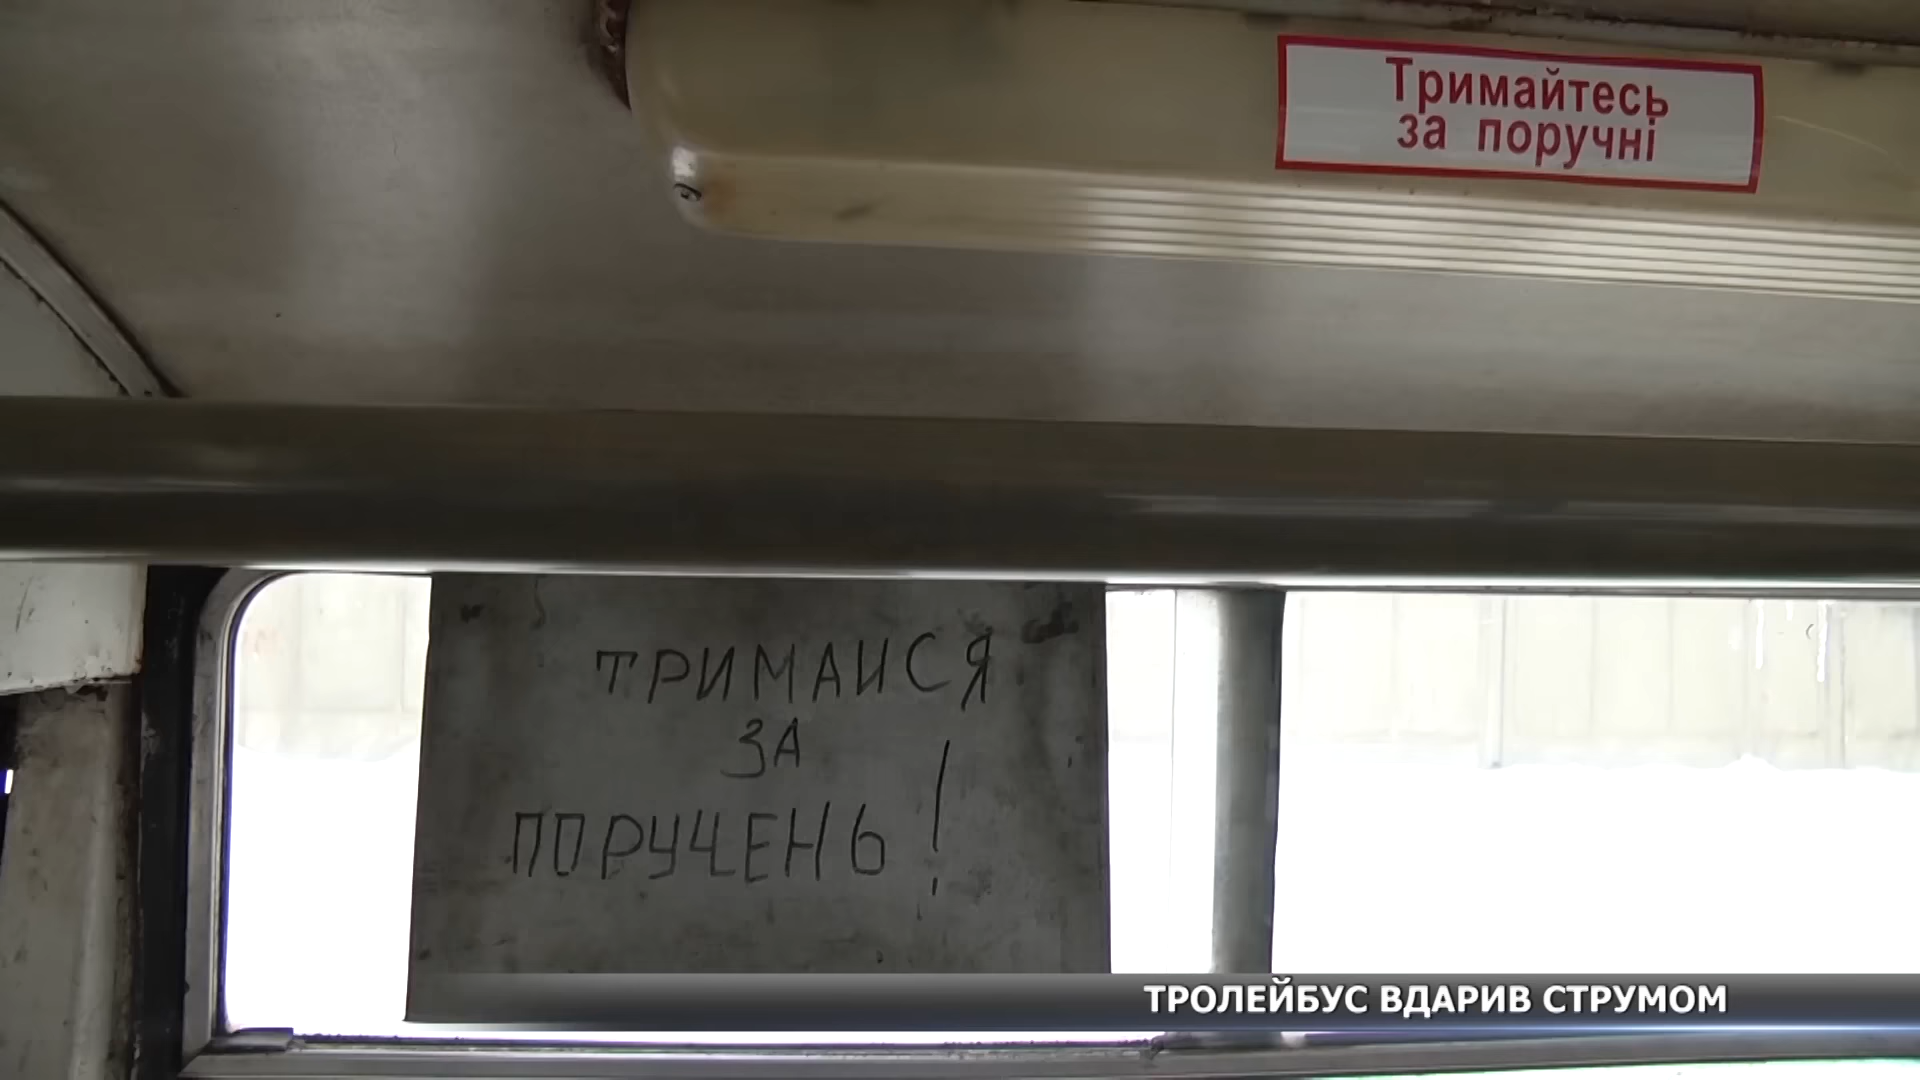 Тримайтесь
за поручні
ТРИМАИСЯ
ЗА
ПОРУЧЕНЬ!
ТРОЛЕЙБУС ВДАРИВ СТРУМОМ